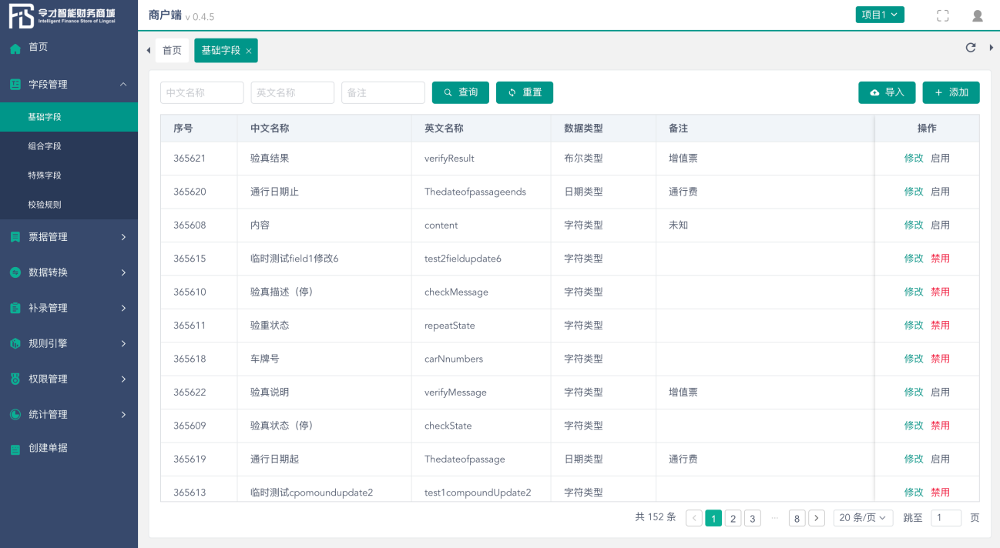 令才智能财务商城
Intelligent Finance Store of Lingcai
商户端 v 0.4.5
项目1
首页
字段管理
基础字段
组合字段
特殊字段
校验规则
票据管理
数据转换
补录管理
规则引擎
权限管理
统计管理
创建单据
首页 基础字段 ×
中文名称 英文名称 备注 查询 重置 导入 + 添加
序号 中文名称 英文名称 数据类型 备注 操作
365621 验真结果 verifyResult 布尔类型 增值票 修改 启用
365620 通行日期止 Thedateofpassageends 日期类型 通行费 修改 启用
365608 内容 content 字符类型 未知 修改 启用
365615 临时测试field1修改6 test2fieldupdate6 字符类型 修改 禁用
365610 验真描述（停） checkMessage 字符类型 修改 禁用
365611 验重状态 repeatState 字符类型 修改 禁用
365618 车牌号 carNnumbers 字符类型 修改 禁用
365622 验真说明 verifyMessage 字符类型 增值票 修改 启用
365609 验真状态（停） checkState 字符类型 修改 禁用
365619 通行日期起 Thedateofpassage 日期类型 通行费 修改 启用
365613 临时测试cpomoundupdate2 test1compoundUpdate2 字符类型 修改 禁用
共 152 条 < 1 2 3 ··· 8 > 20 条/页 跳至 1 页